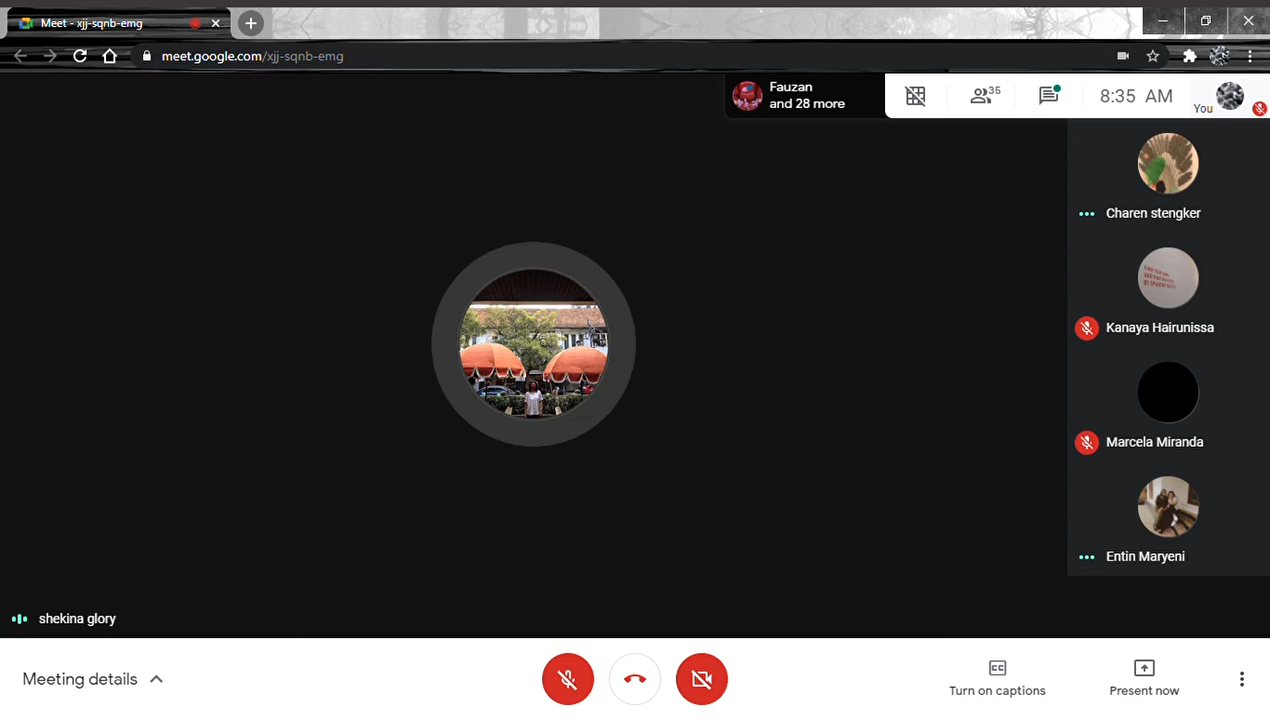 Meet - xjj-sqnb-emg
meet.google.com/xjj-sqnb-emg
Fauzan
and 28 more
35
8:35 AM
You
Charen stengker
Kanaya Hairunissa
Marcela Miranda
Entin Maryeni
shekina glory
Meeting details
CC
Turn on captions
Present now